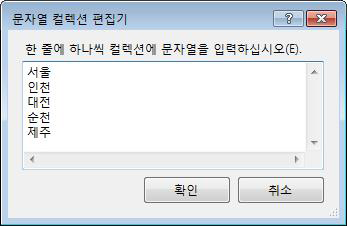 문자열 컬렉션 편집기
한 줄에 하나씩 컬렉션에 문자열을 입력하십시오(E).
서울
인천
대전
순천
제주
확인
취소